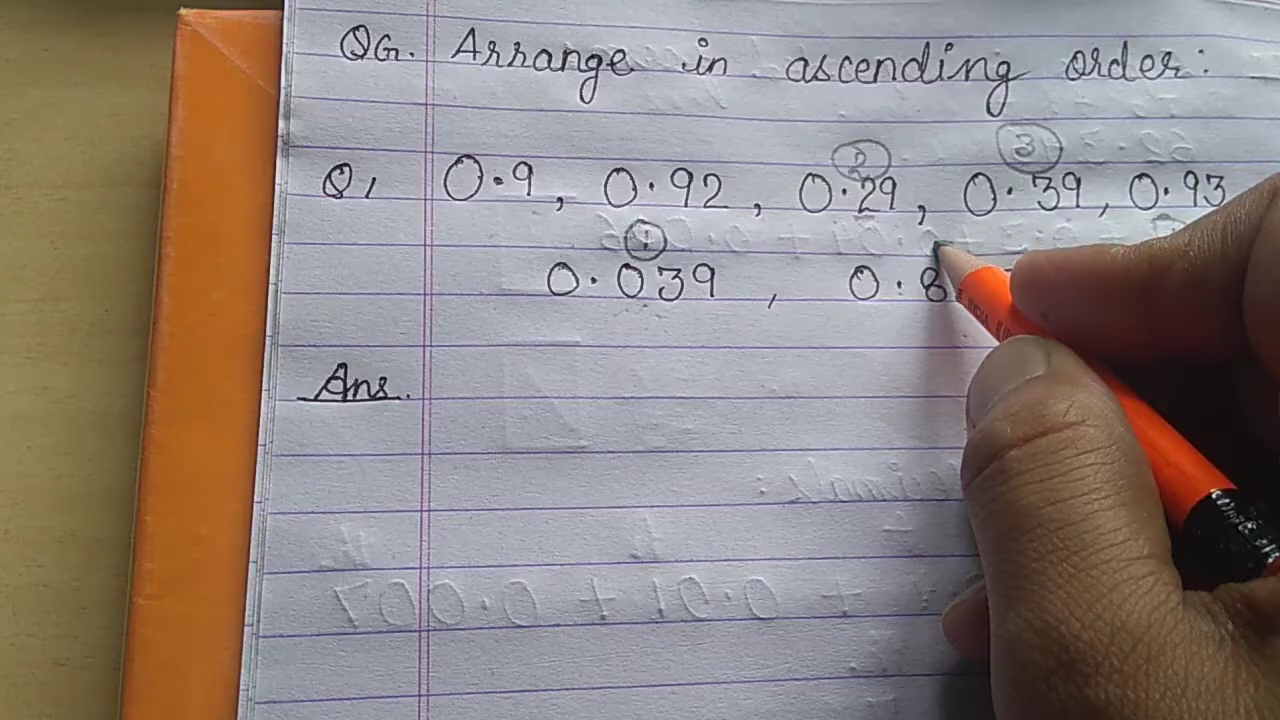 QG. Arrange in ascending order:
2 3
Q1 0.9, 0.92, 0.29, 0.39, 0.93
1
0.039, 0.8
Ans.